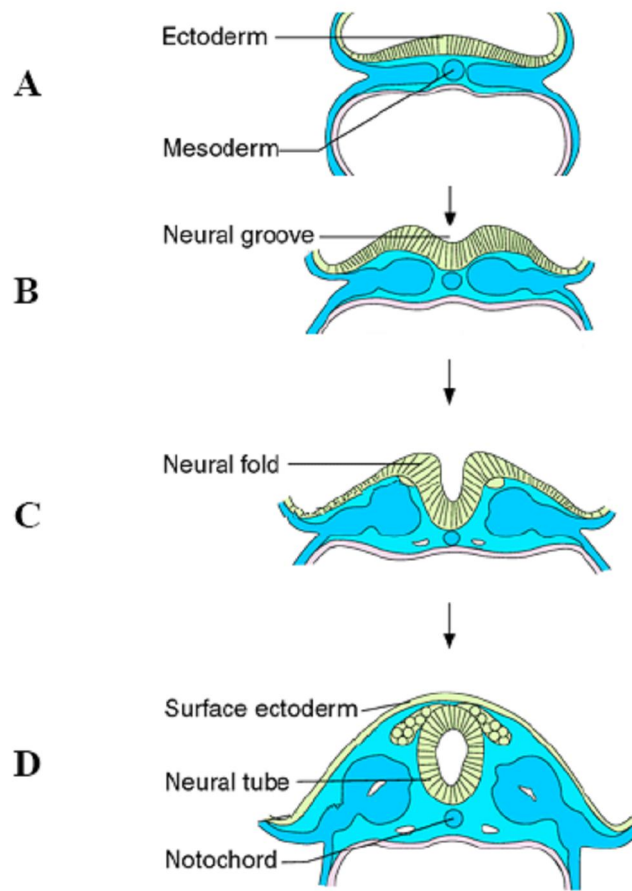 Ectoderm
A
Mesoderm
Neural groove
B
Neural fold
C
Surface ectoderm
D
Neural tube
Notochord